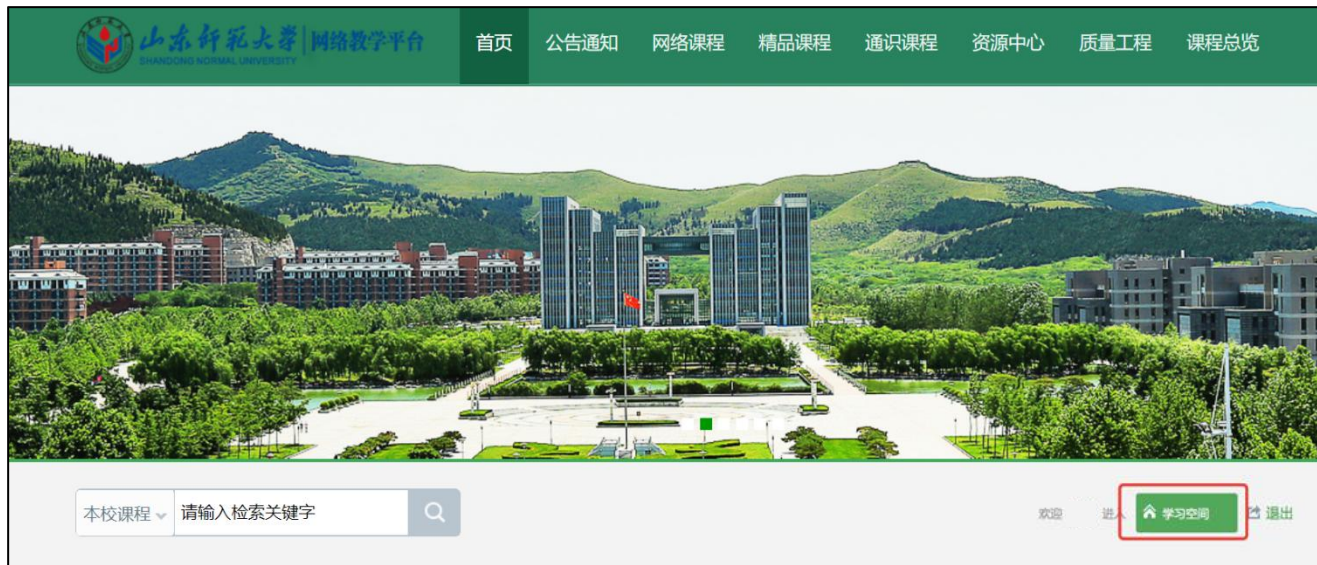 山东师范大学 网络教学平台
SHANDONG NORMAL UNIVERSITY
首页 公告通知 网络课程 精品课程 通识课程 资源中心 质量工程 课程总览
本校课程 请输入检索关键字
欢迎 进入 学习空间 退出